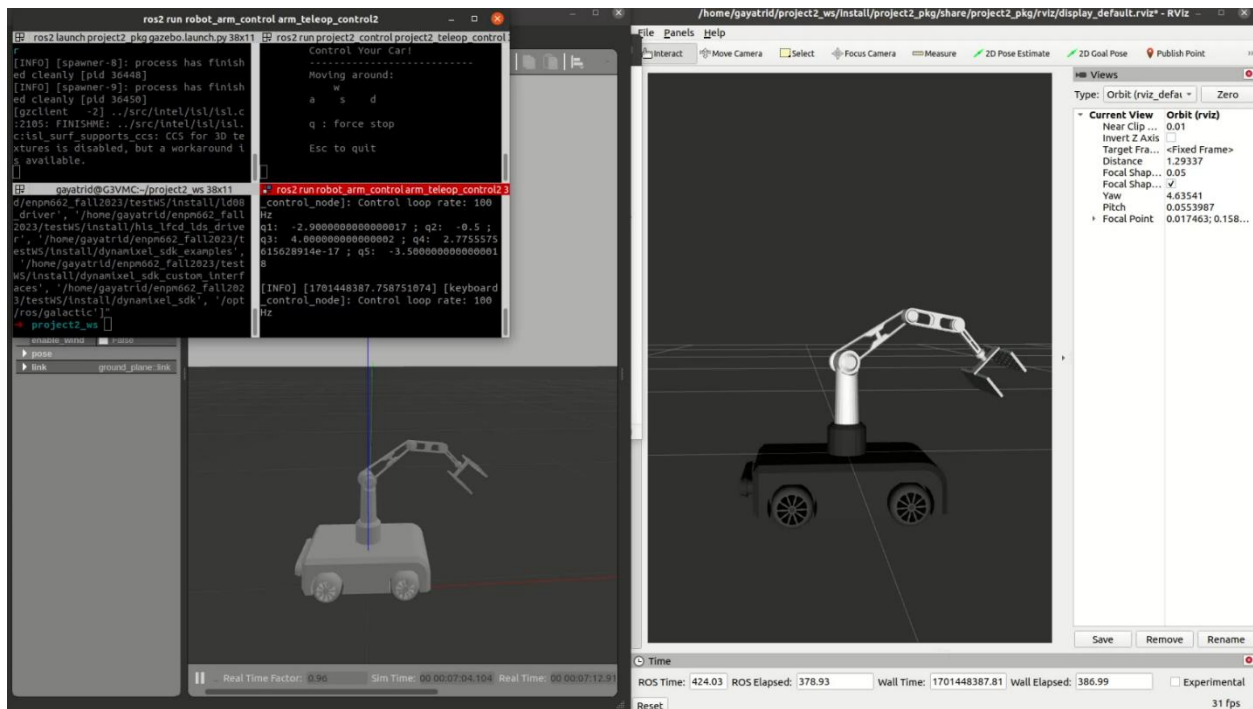 ros2 run robot_arm_control arm_teleop_control2
ros2 launch project2_pkg gazebo.launch.py 38x11
r
[INFO] [spawner-8]: process has finish
ed cleanly [pid 36448]
[INFO] [spawner-9]: process has finish
ed cleanly [pid 36450]
[gzclient -2] ../src/intel/isl/isl.c
:2105: FINISHME: ../src/intel/isl/isl.
c:isl_surf_supports_ccs: CCS for 3D te
xtures is disabled, but a workaround i
s available.
ros2 run project2_control project2_teleop_control
Control Your Car!
---------------------------
Moving around:
w
a s d
q : force stop
Esc to quit
gayatrid@G3VMC:~/project2_ws 38x11
d/enpm662_fall2023/testWS/install/ld08
_driver', '/home/gayatrid/enpm662_fall
2023/testWS/install/hls_lfcd_lds_drive
r', '/home/gayatrid/enpm662_fall2023/t
estWS/install/dynamixel_sdk_examples',
'/home/gayatrid/enpm662_fall2023/test
WS/install/dynamixel_sdk_custom_interf
aces', '/home/gayatrid/enpm662_fall202
3/testWS/install/dynamixel_sdk', '/opt
/ros/galactic']"
→ project2_ws
ros2 run robot_arm_control arm_teleop_control2 3
_control_node]: Control loop rate: 100
Hz
q1: -2.9000000000000017 ; q2: -0.5 ;
q3: 4.000000000000002 ; q4: 2.7755575
615628914e-17 ; q5: -3.500000000000001
8
[INFO] [1701448387.758751074] [keyboard
_control_node]: Control loop rate: 100
Hz
enable_wind False
pose
link ground_plane::link
Real Time Factor: 0.96 Sim Time: 00 00:07:04.104 Real Time: 00 00:07:12.91
/home/gayatrid/project2_ws/install/project2_pkg/share/project2_pkg/rviz/display_default.rviz* - RViz
File Panels Help
Interact Move Camera Select Focus Camera Measure 2D Pose Estimate 2D Goal Pose Publish Point
Views
Type: Orbit (rviz_defau Zero
Current View Orbit (rviz)
Near Clip ... 0.01
Invert Z Axis
Target Fra... <Fixed Frame>
Distance 1.29337
Focal Shap... 0.05
Focal Shap... ✓
Yaw 4.63541
Pitch 0.0553987
Focal Point 0.017463; 0.158...
Save Remove Rename
Time
ROS Time: 424.03 ROS Elapsed: 378.93 Wall Time: 1701448387.81 Wall Elapsed: 386.99 Experimental
Reset 31 fps